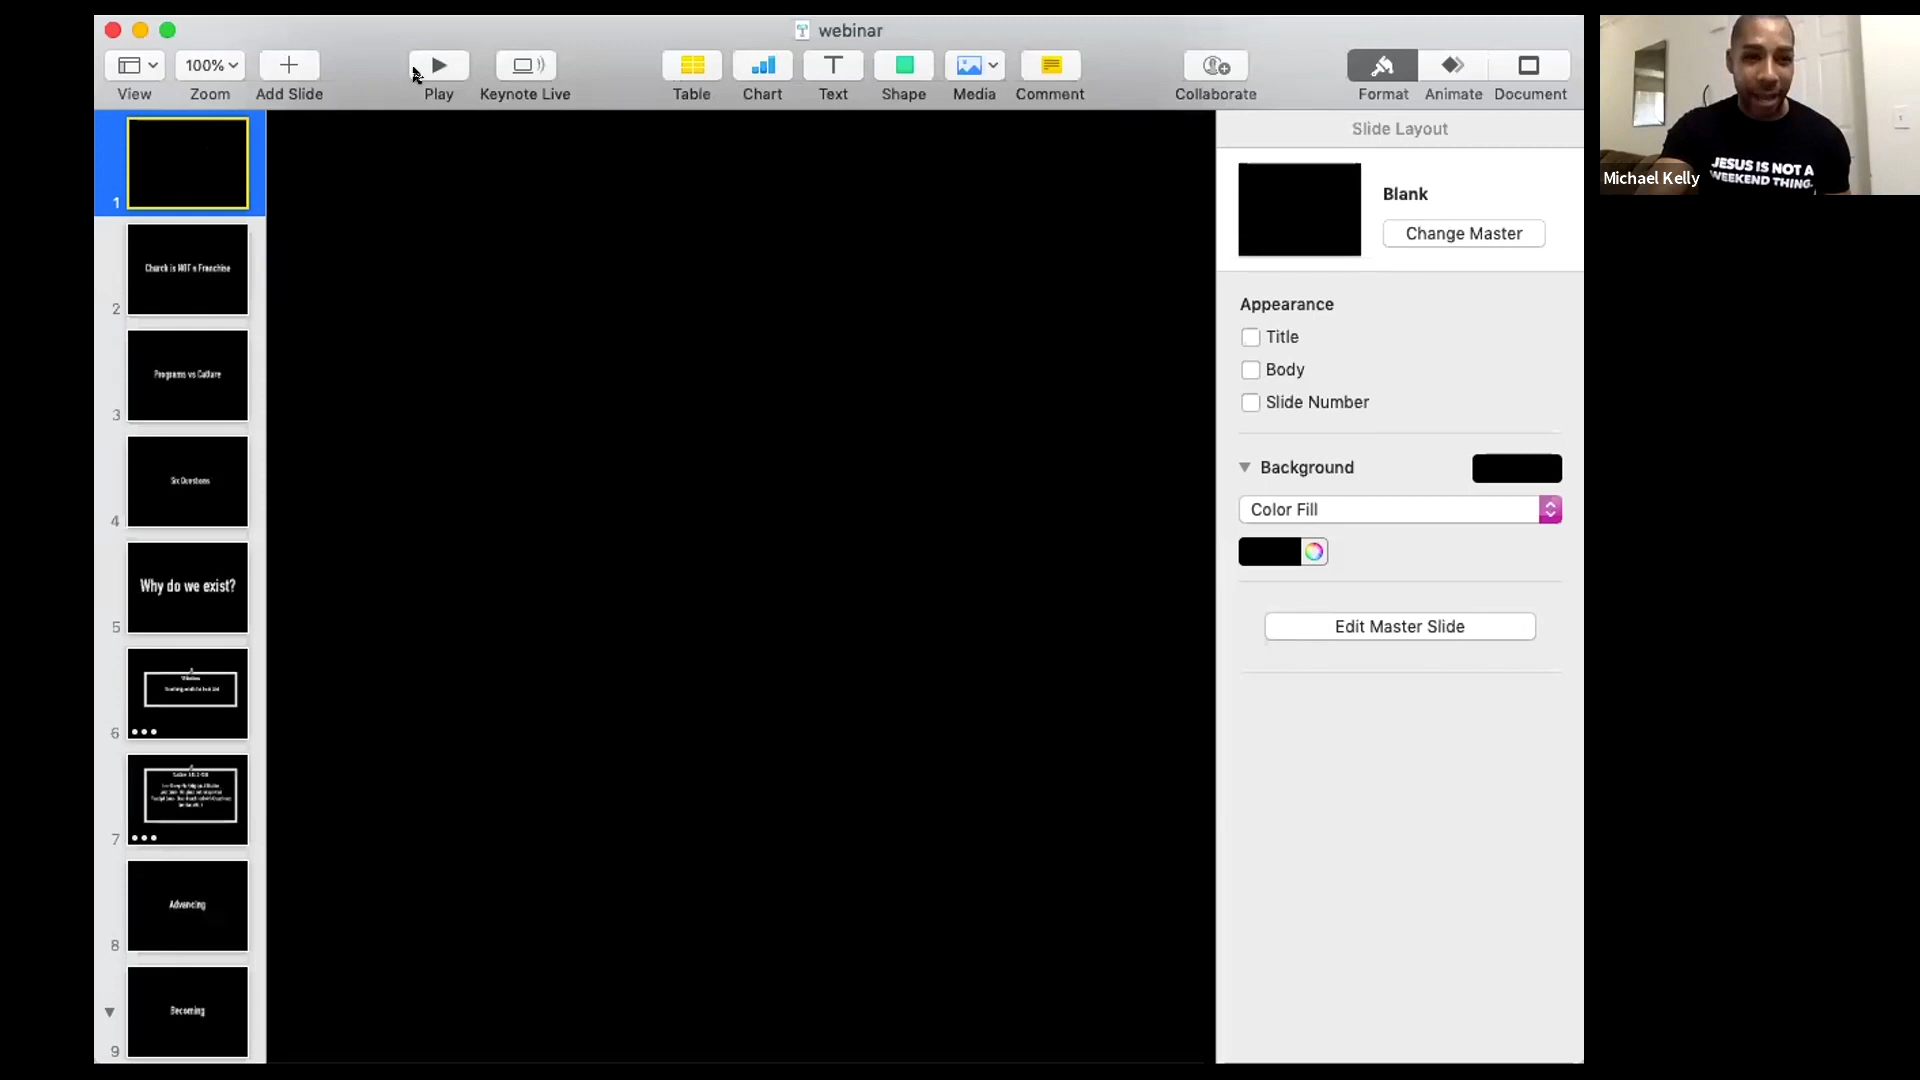 webinar
100%
View
Zoom
Add Slide
Play
Keynote Live
Table
Chart
Text
Shape
Media
Comment
Collaborate
Format
Animate
Document
1
Church is NOT a Franchise
2
Programs vs Culture
3
Six Questions
4
Why do we exist?
5
6
7
Advancing
8
Becoming
9
Slide Layout
Blank
Change Master
Appearance
Title
Body
Slide Number
Background
Color Fill
Edit Master Slide
JESUS IS NOT A
WEEKEND THING.
Michael Kelly